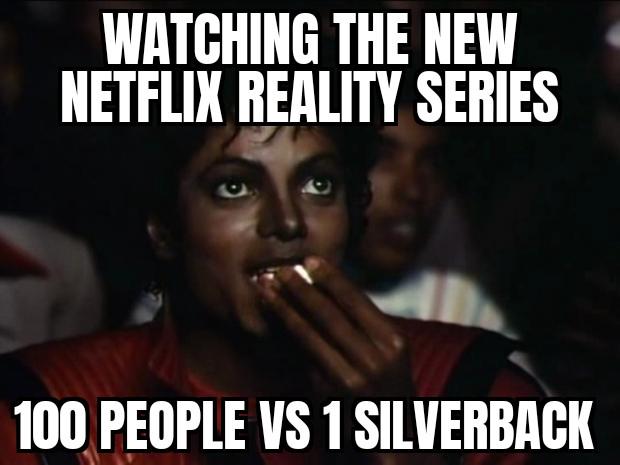 WATCHING THE NEW
NETFLIX REALITY SERIES
100 PEOPLE VS 1 SILVERBACK